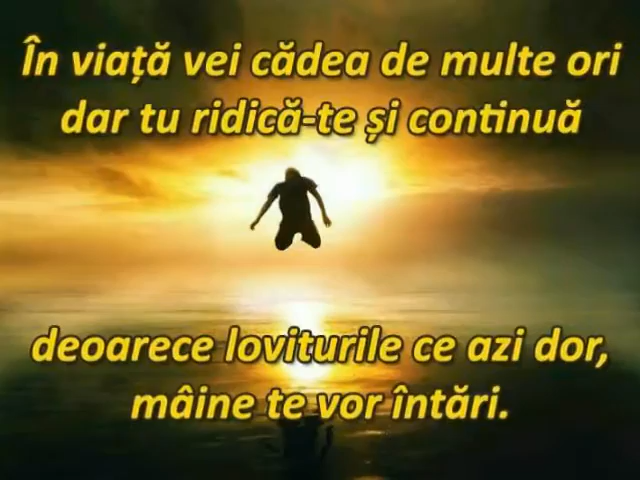 În viață vei cădea de multe ori
dar tu ridică-te și continuă
deoarece loviturile ce azi dor,
mâine te vor întări.